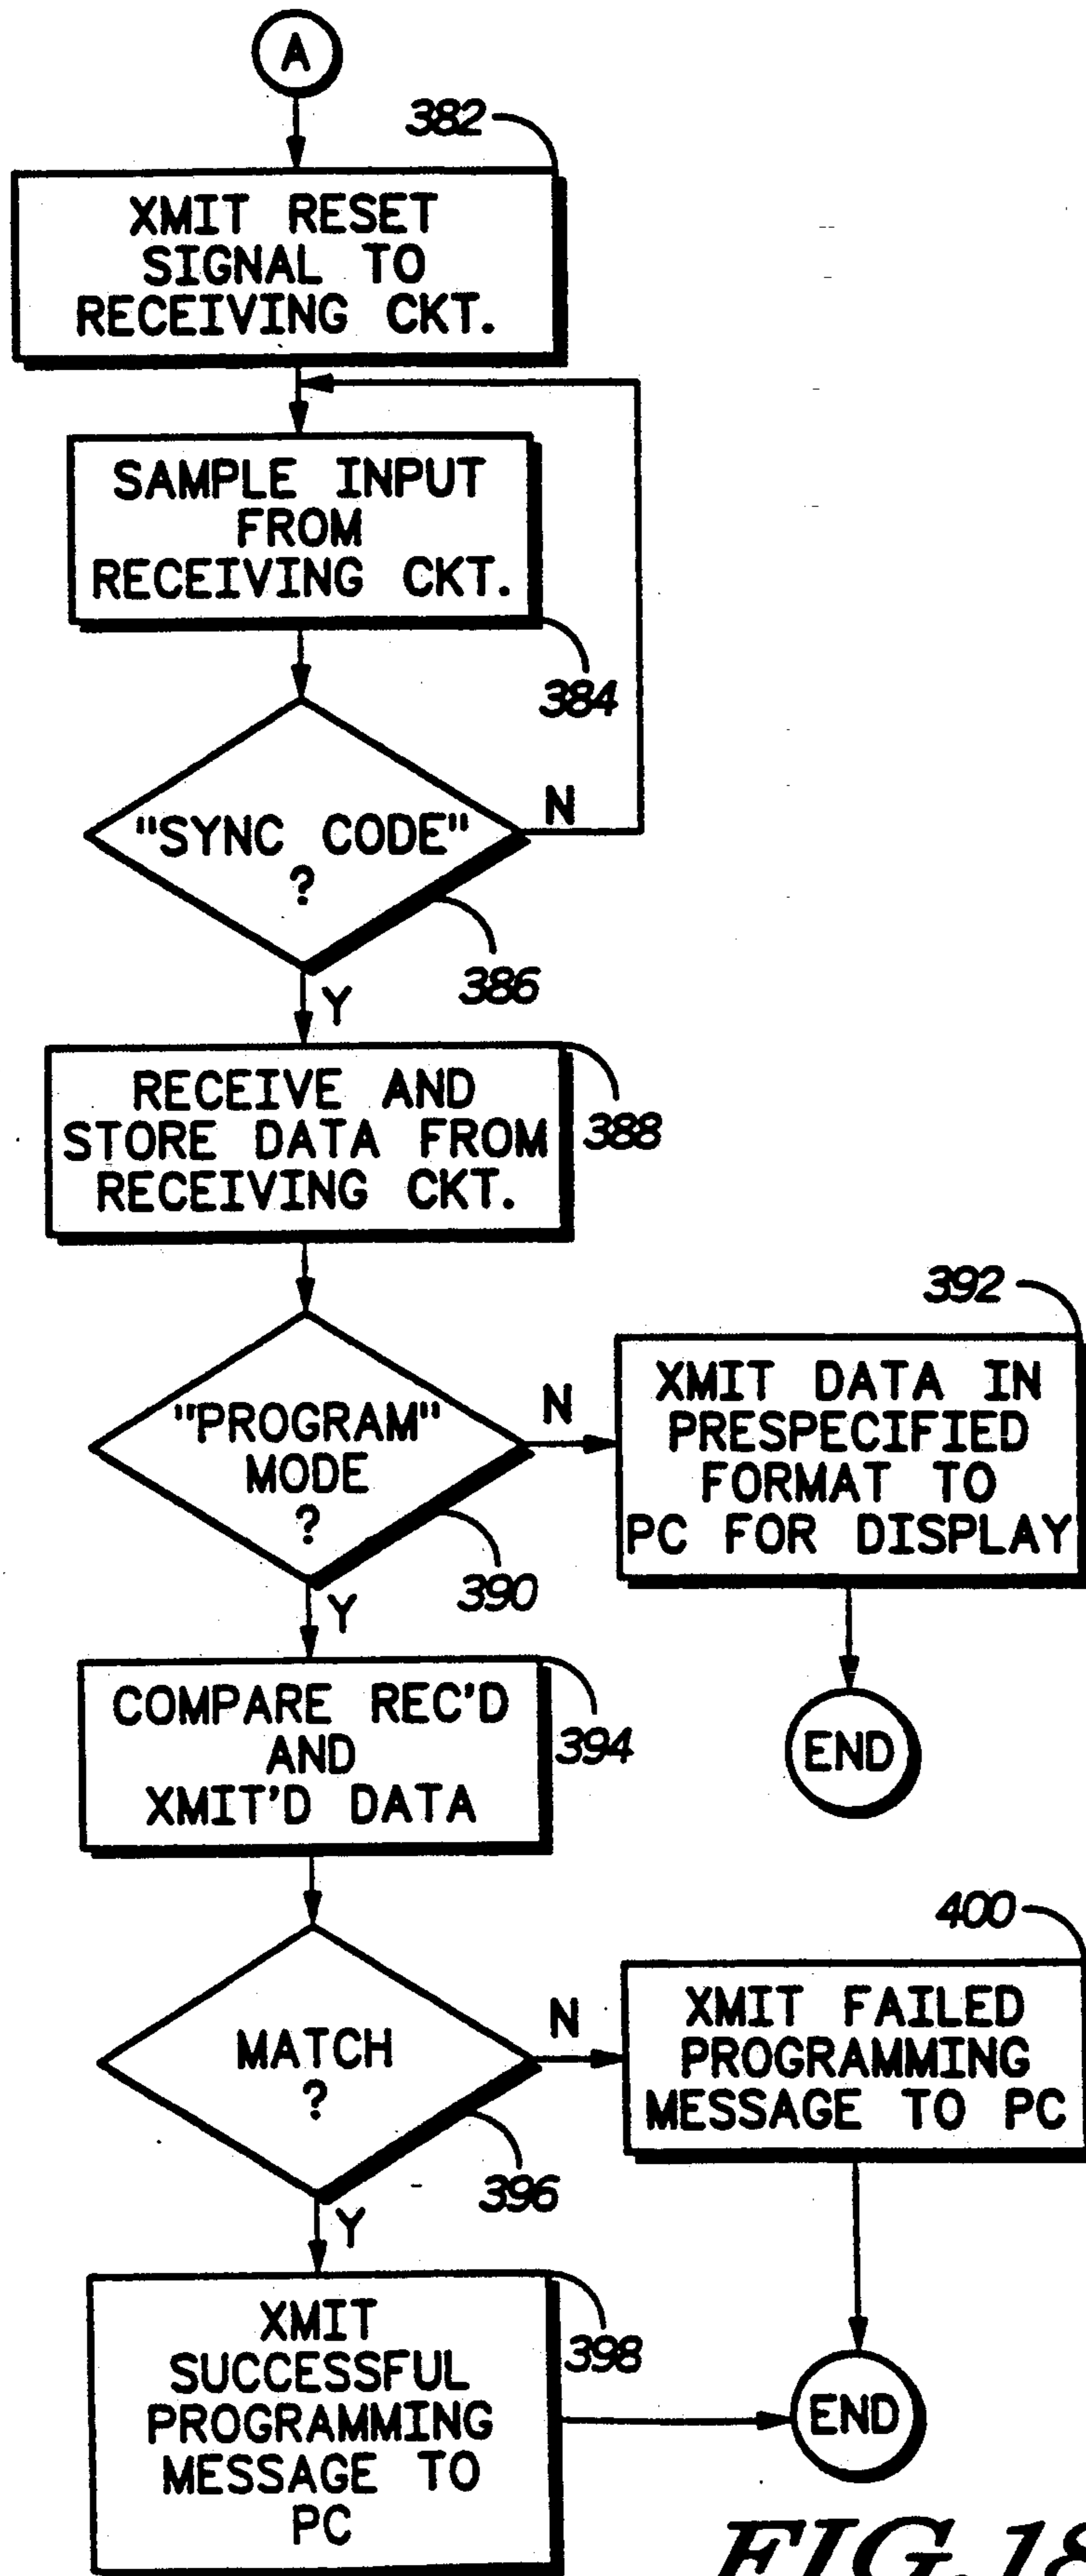 A
382
XMIT RESET
SIGNAL TO
RECEIVING CKT.
SAMPLE INPUT
FROM
RECEIVING CKT.
384
"SYNC CODE"
?
N
386
Y
RECEIVE AND
STORE DATA FROM
RECEIVING CKT.
388
"PROGRAM"
MODE
?
N
390
Y
392
XMIT DATA IN
PRESPECIFIED
FORMAT TO
PC FOR DISPLAY
END
COMPARE REC'D
AND
XMIT'D DATA
394
MATCH
?
N
396
Y
400
XMIT FAILED
PROGRAMMING
MESSAGE TO PC
XMIT
SUCCESSFUL
PROGRAMMING
MESSAGE TO
PC
398
END
FIG. 18